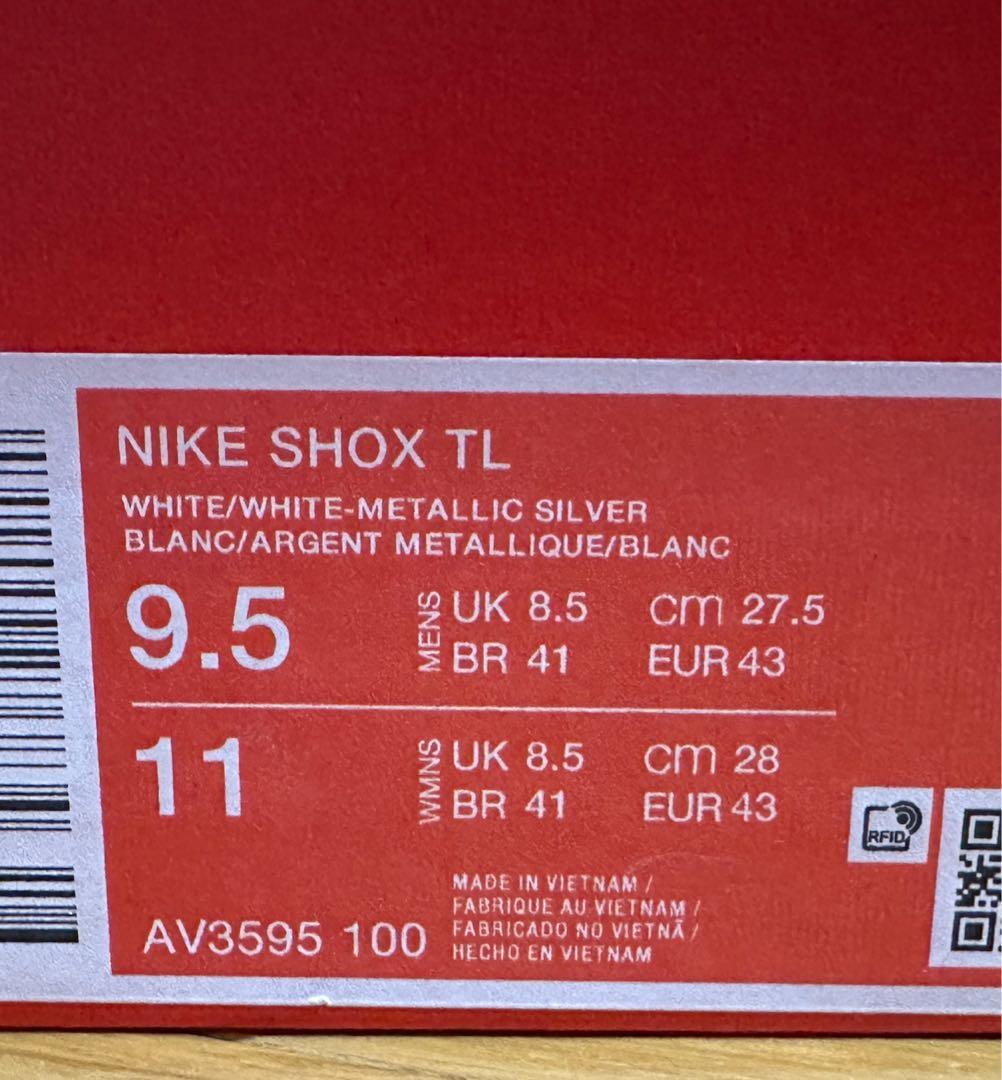 NIKE SHOX TL
WHITE/WHITE-METALLIC SILVER
BLANC/ARGENT METALLIQUE/BLANC
9.5 MENS UK 8.5 cm 27.5
BR 41 EUR 43
11 WMNS UK 8.5 cm 28
BR 41 EUR 43
RFID
MADE IN VIETNAM /
FABRIQUE AU VIETNAM /
FABRICADO NO VIETNÃ /
HECHO EN VIETNAM
AV3595 100